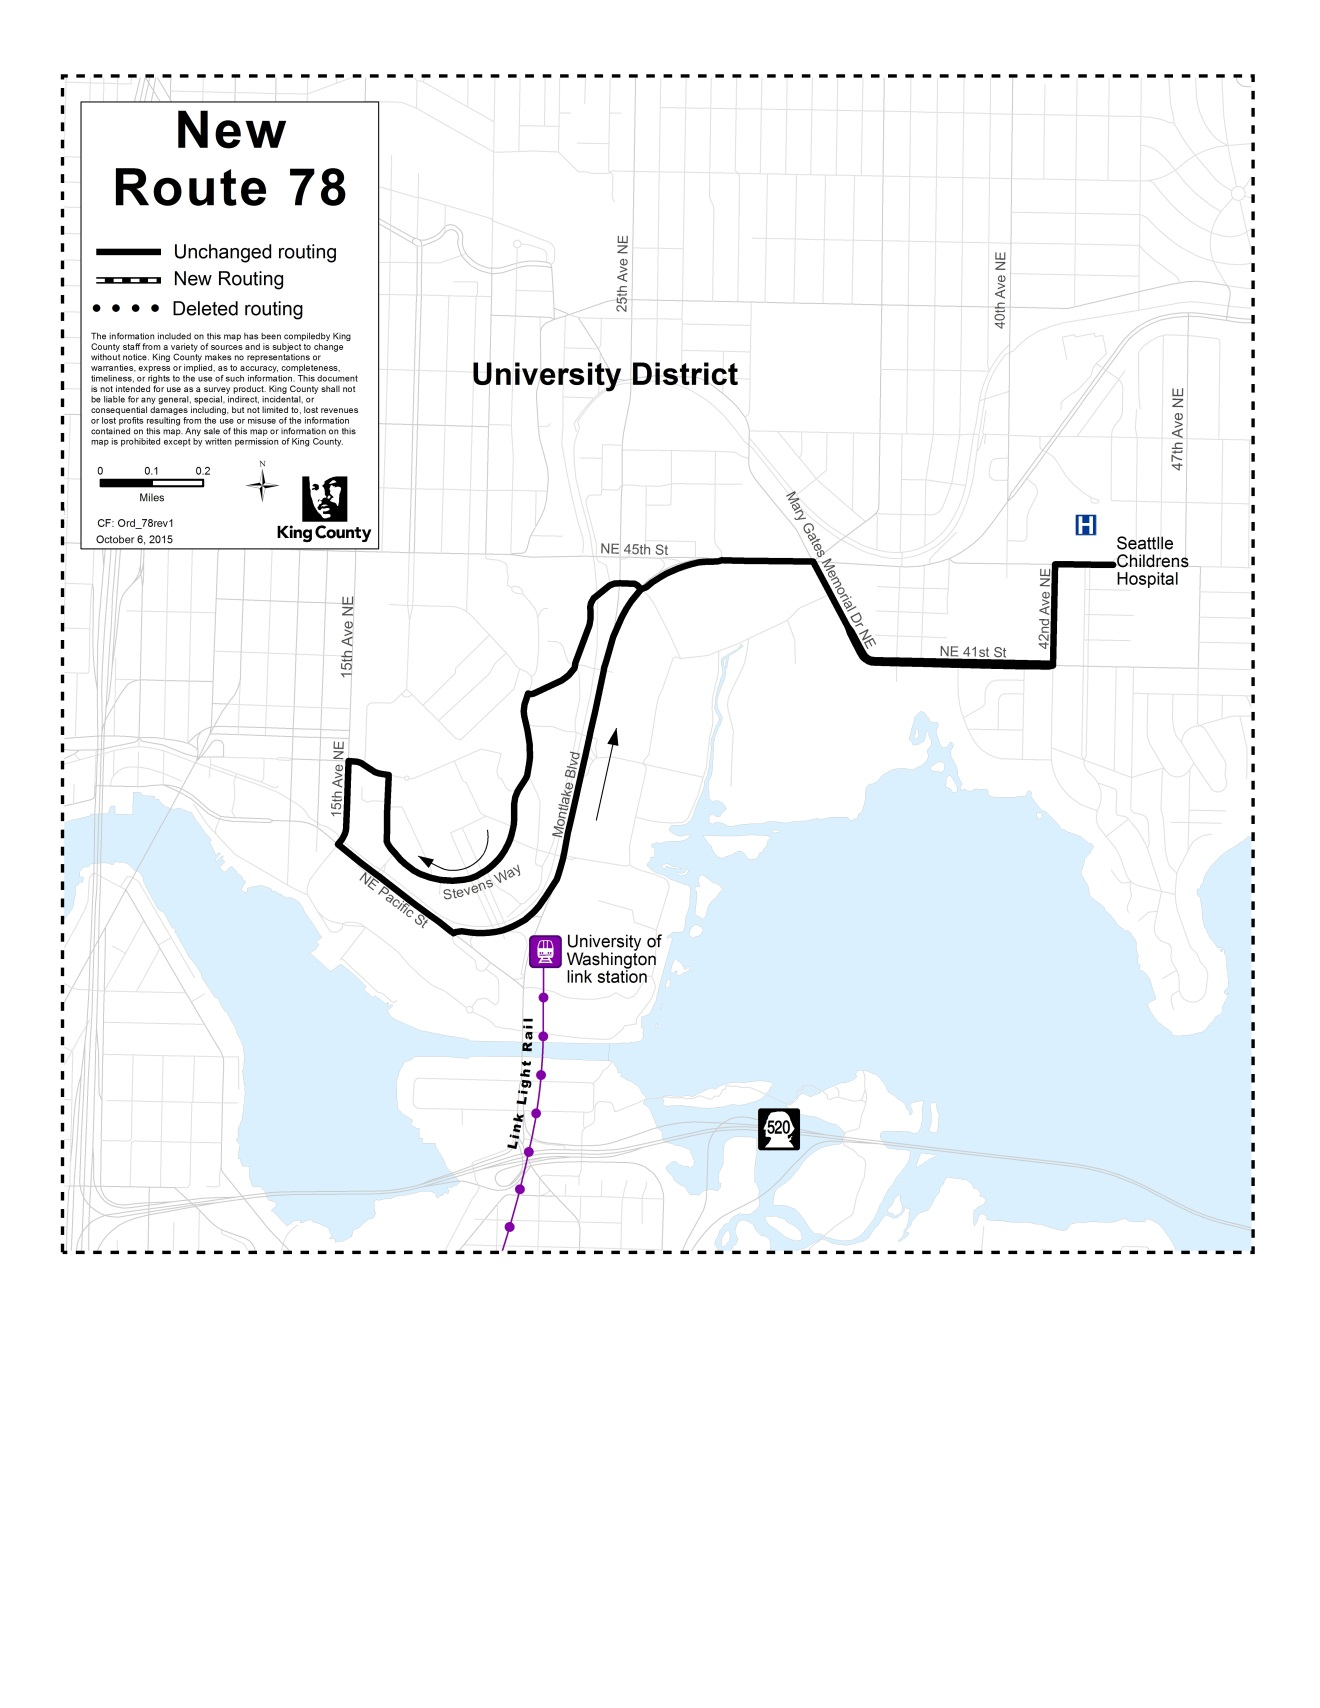 New
Route 78
Unchanged routing
New Routing
Deleted routing
The information included on this map has been compiledby King
County staff from a variety of sources and is subject to change
without notice. King County makes no representations or
warranties, express or implied, as to accuracy, completeness,
timeliness, or rights to the use of such information. This document
is not intended for use as a survey product. King County shall not
be liable for any general, special, indirect, incidental, or
consequential damages including, but not limited to, lost revenues
or lost profits resulting from the use or misuse of the information
contained on this map. Any sale of this map or information on this
map is prohibited except by written permission of King County.
0 0.1 0.2
Miles
N
CF: Ord_78rev1
October 6, 2015
King County
25th Ave NE
40th Ave NE
University District
47th Ave NE
Mary Gates Memorial Dr NE
H
NE 45th St
Seattlle
Childrens
Hospital
15th Ave NE
42nd Ave NE
NE 41st St
15th Ave NE
Montlake Blvd
Stevens Way
NE Pacific St
University of
Washington
link station
Link Light Rail
520